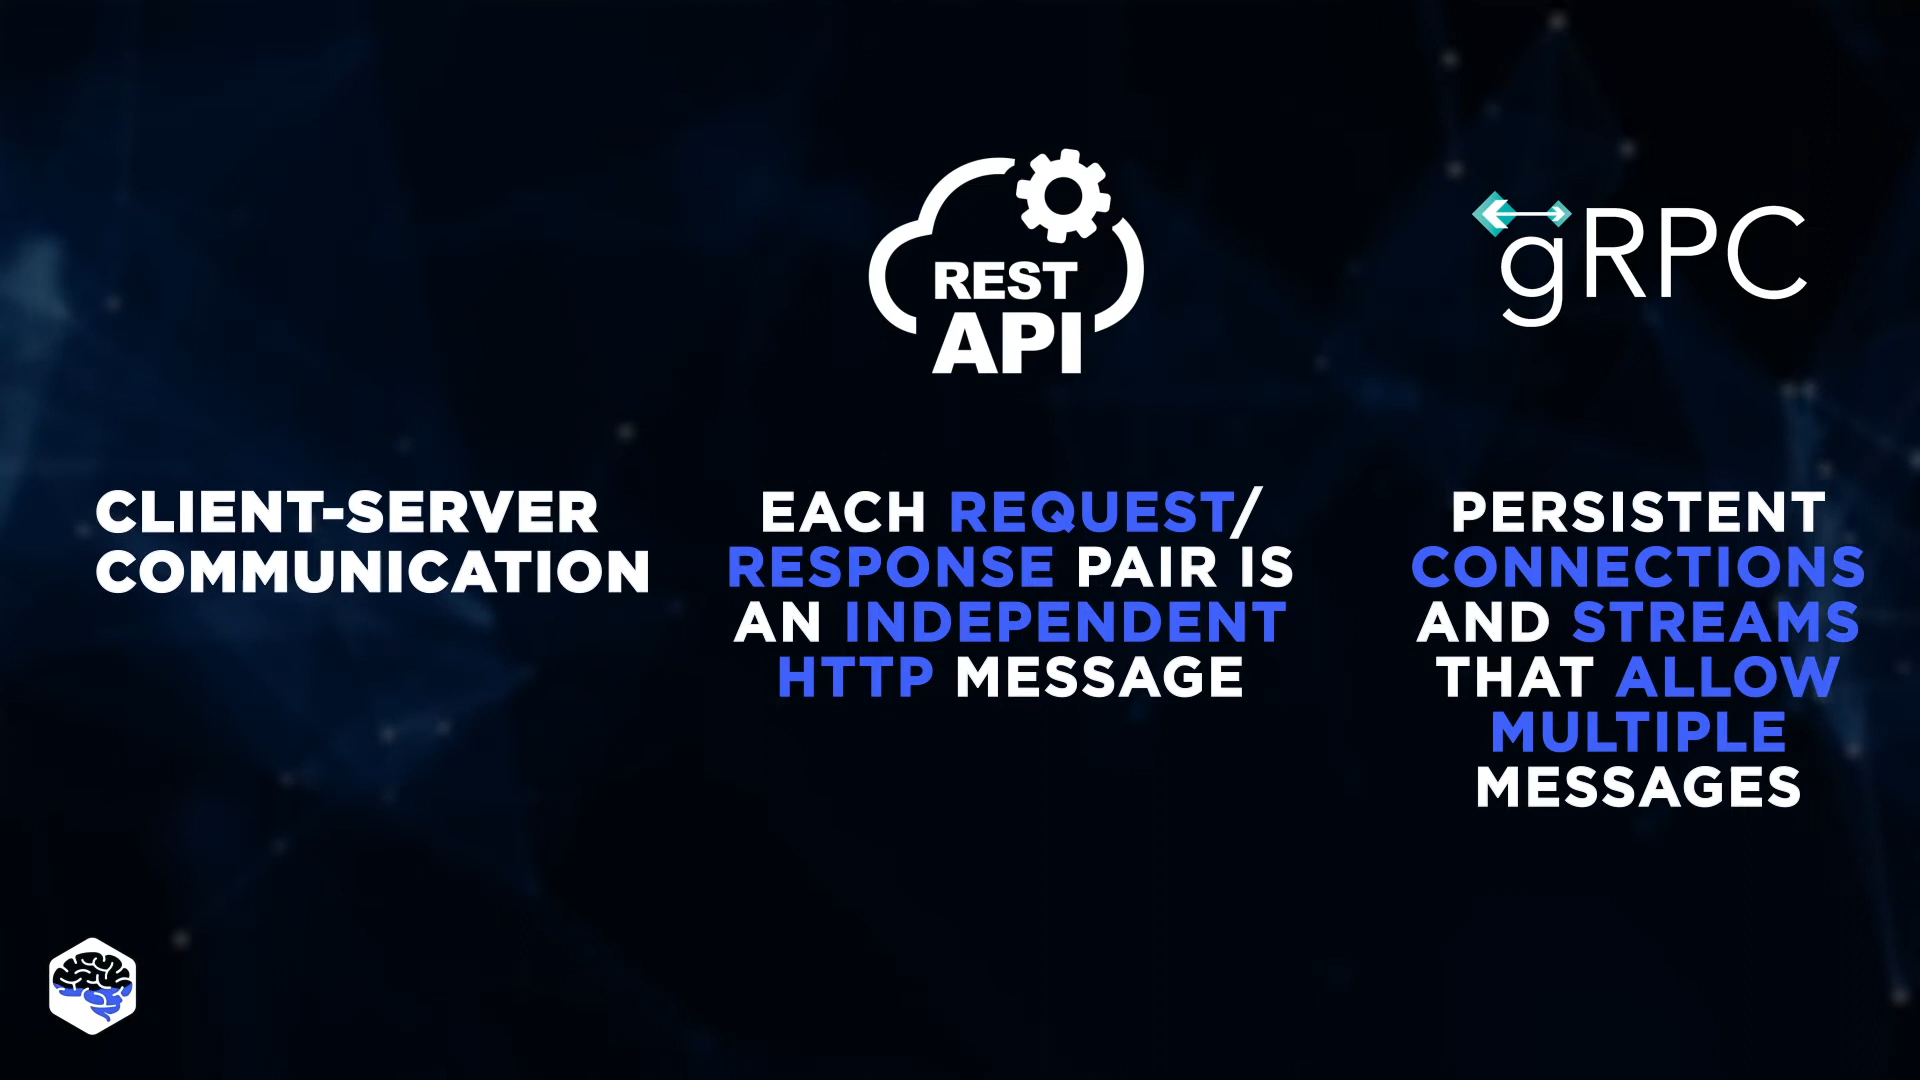 REST
API
gRPC
CLIENT-SERVER
COMMUNICATION
EACH REQUEST/
RESPONSE PAIR IS
AN INDEPENDENT
HTTP MESSAGE
PERSISTENT
CONNECTIONS
AND STREAMS
THAT ALLOW
MULTIPLE
MESSAGES